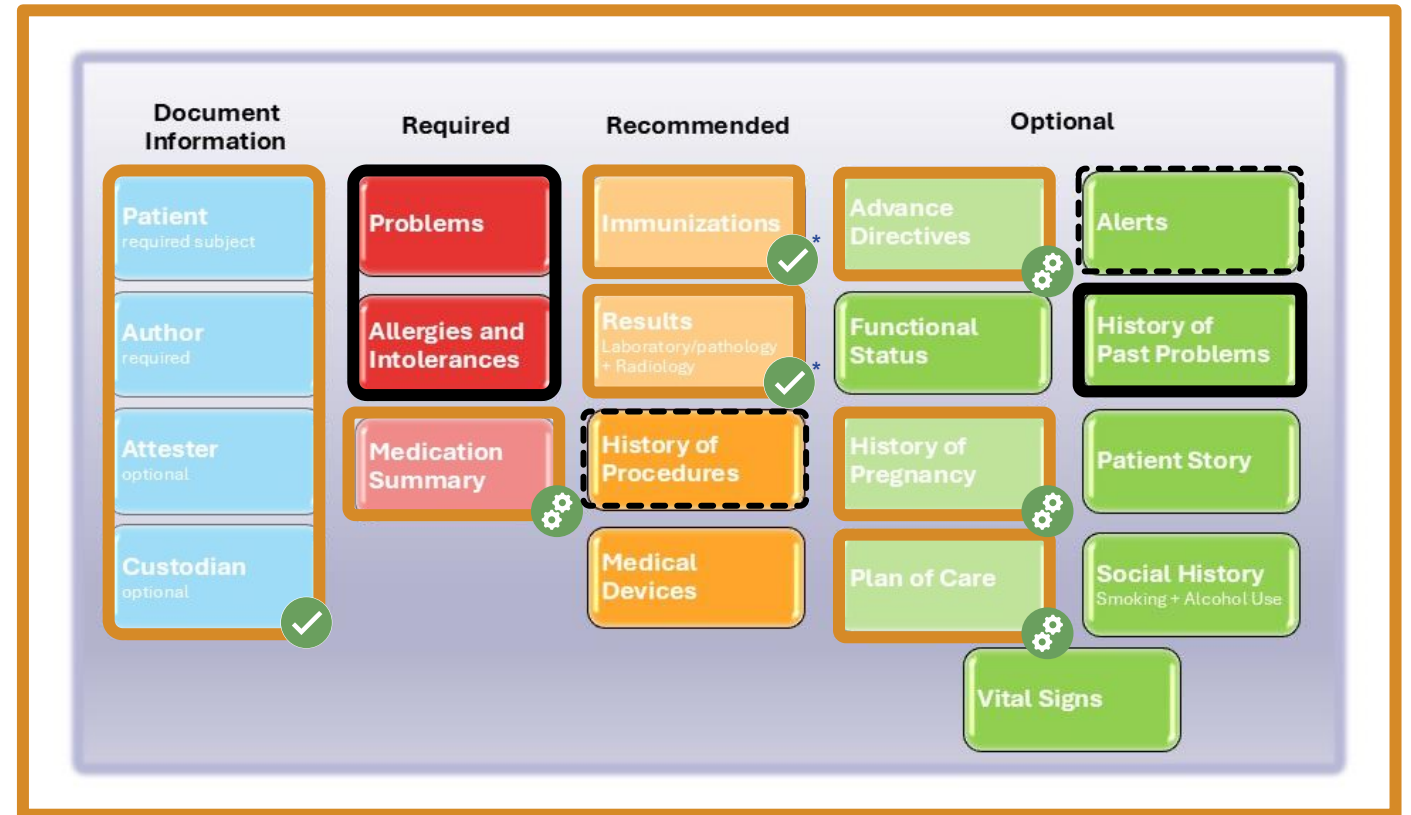 Document
Information
Patient
required subject
Author
required
Attester
optional
Custodian
optional
Required
Problems
Allergies and
Intolerances
Medication
Summary
Recommended
Immunizations
*
Results
Laboratory/pathology
+ Radiology
*
History of
Procedures
Medical
Devices
Optional
Advance
Directives
Functional
Status
History of
Pregnancy
Plan of Care
Alerts
History of
Past Problems
Patient Story
Social History
Smoking + Alcohol Use
Vital Signs